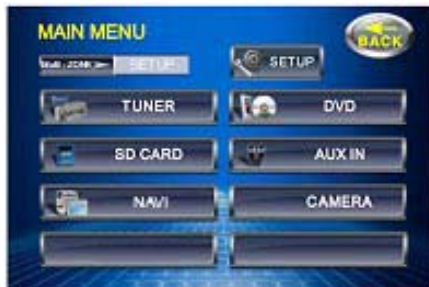 MAIN MENU
BACK
SETUP
SETUP
TUNER
DVD
SD CARD
AUX IN
NAVI
CAMERA